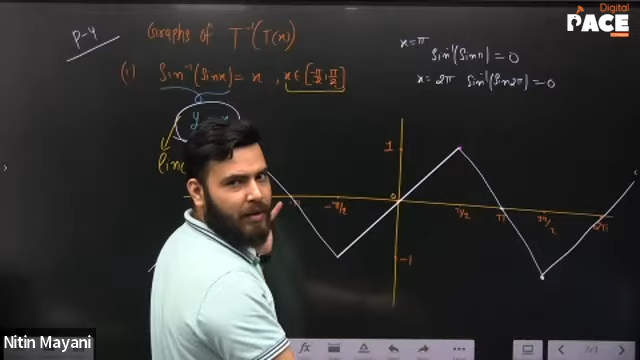 Digital
PACE
P-4
Graphs of T⁻¹(T(x))
x=π
Sin⁻¹(Sinπ)=0
(i) Sin⁻¹(Sinx)=x , x∈[-π/2,π/2]
x=2π Sin⁻¹(Sin2π)=0
y=x
line
1
0
-π/2
π/2
π
3π/2
2π
-1
Nitin Mayani
fx